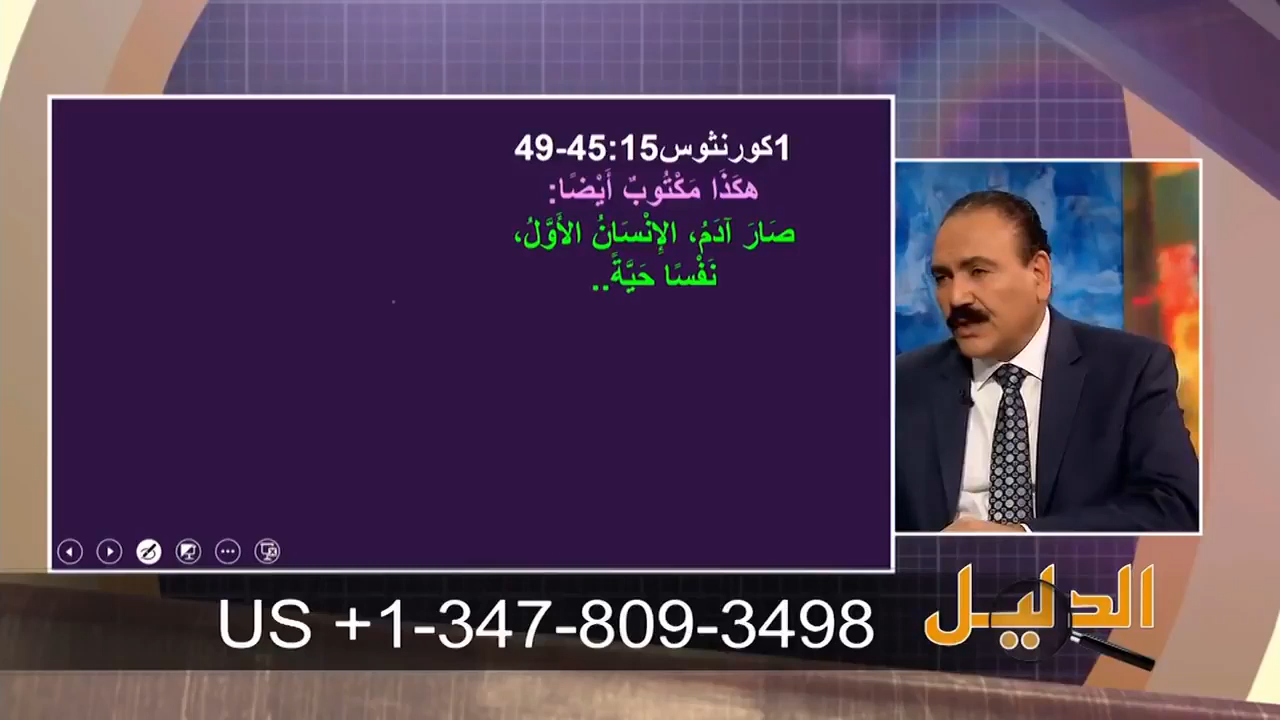 1كورنثوس15:45-49
هكَذَا مَكْتُوبٌ أَيْضًا:
صَارَ آدَمُ، الإِنْسَانُ الأَوَّلُ،
نَفْسًا حَيَّةً..
US +1-347-809-3498
الدليل